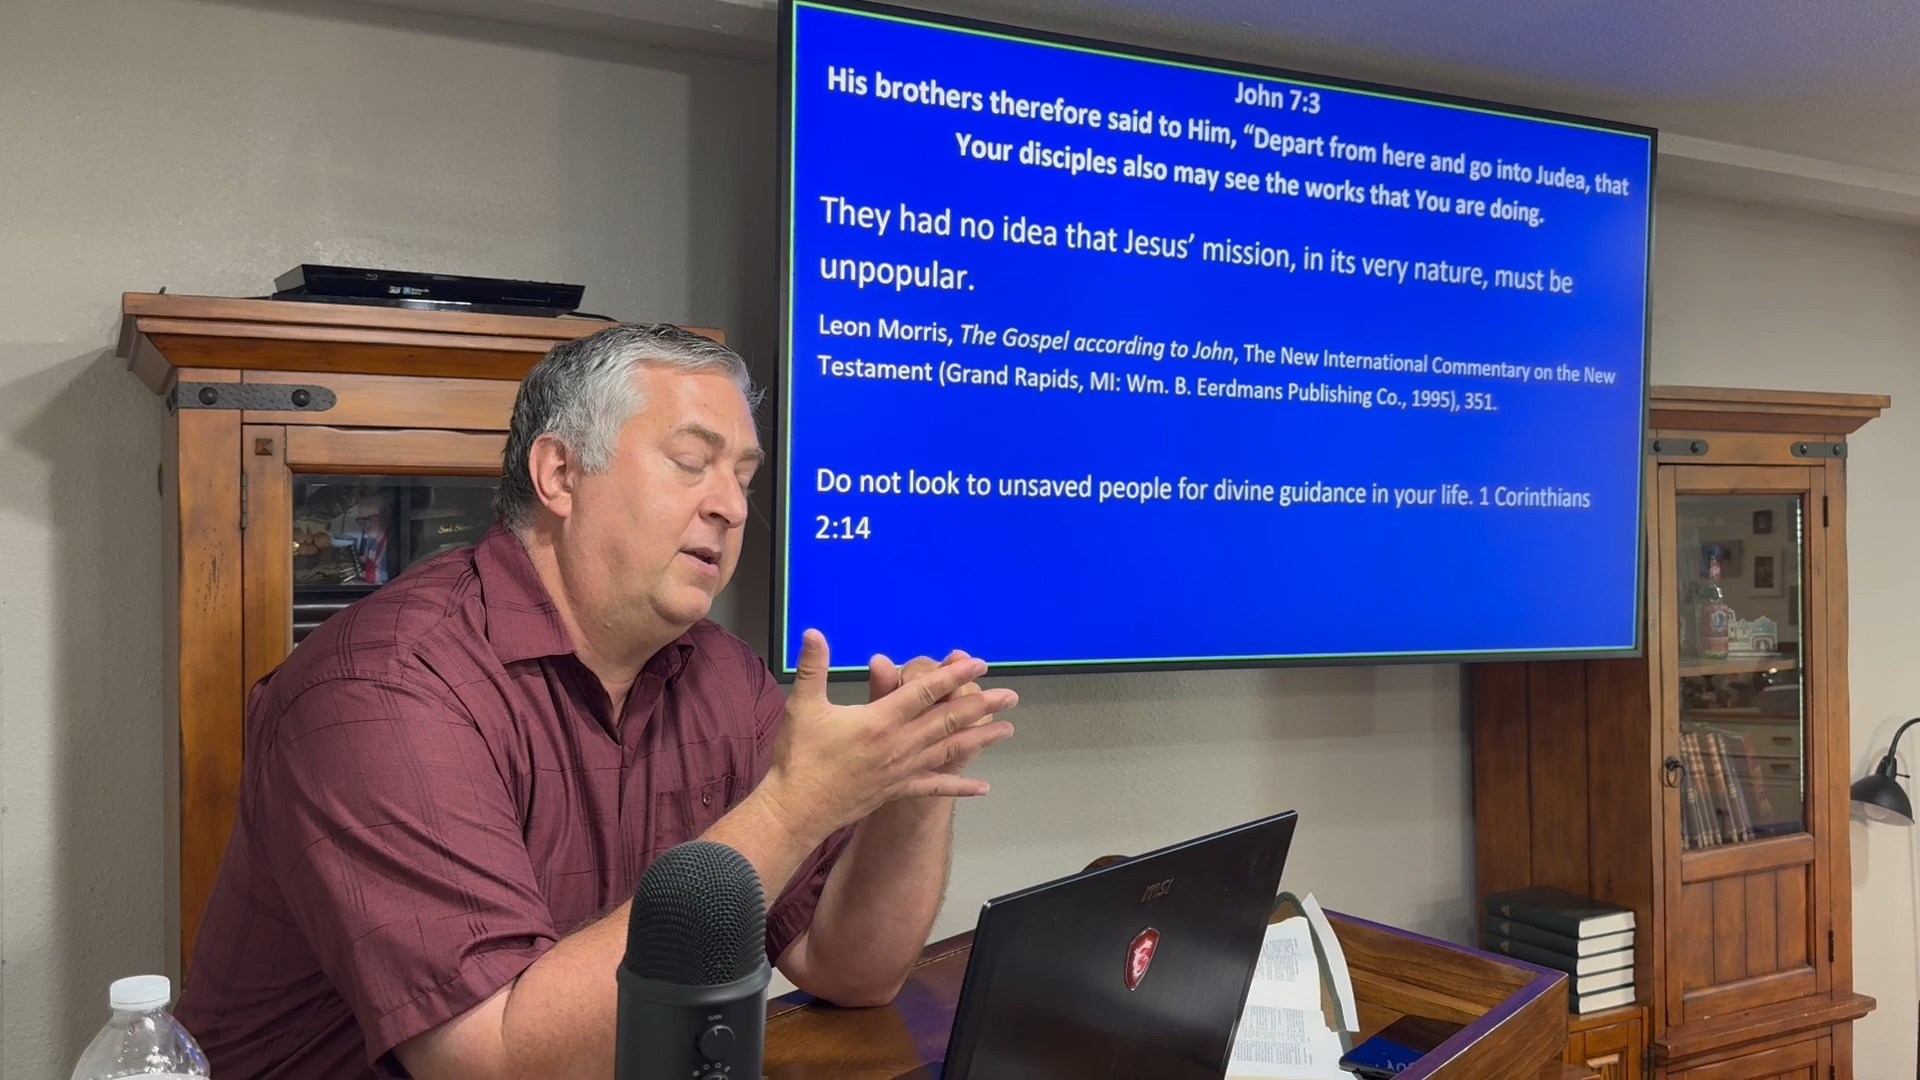 John 7:3
His brothers therefore said to Him, “Depart from here and go into Judea, that
Your disciples also may see the works that You are doing.
They had no idea that Jesus’ mission, in its very nature, must be
unpopular.
Leon Morris, The Gospel according to John, The New International Commentary on the New
Testament (Grand Rapids, MI: Wm. B. Eerdmans Publishing Co., 1995), 351.
Do not look to unsaved people for divine guidance in your life. 1 Corinthians
2:14
msi
GAIN